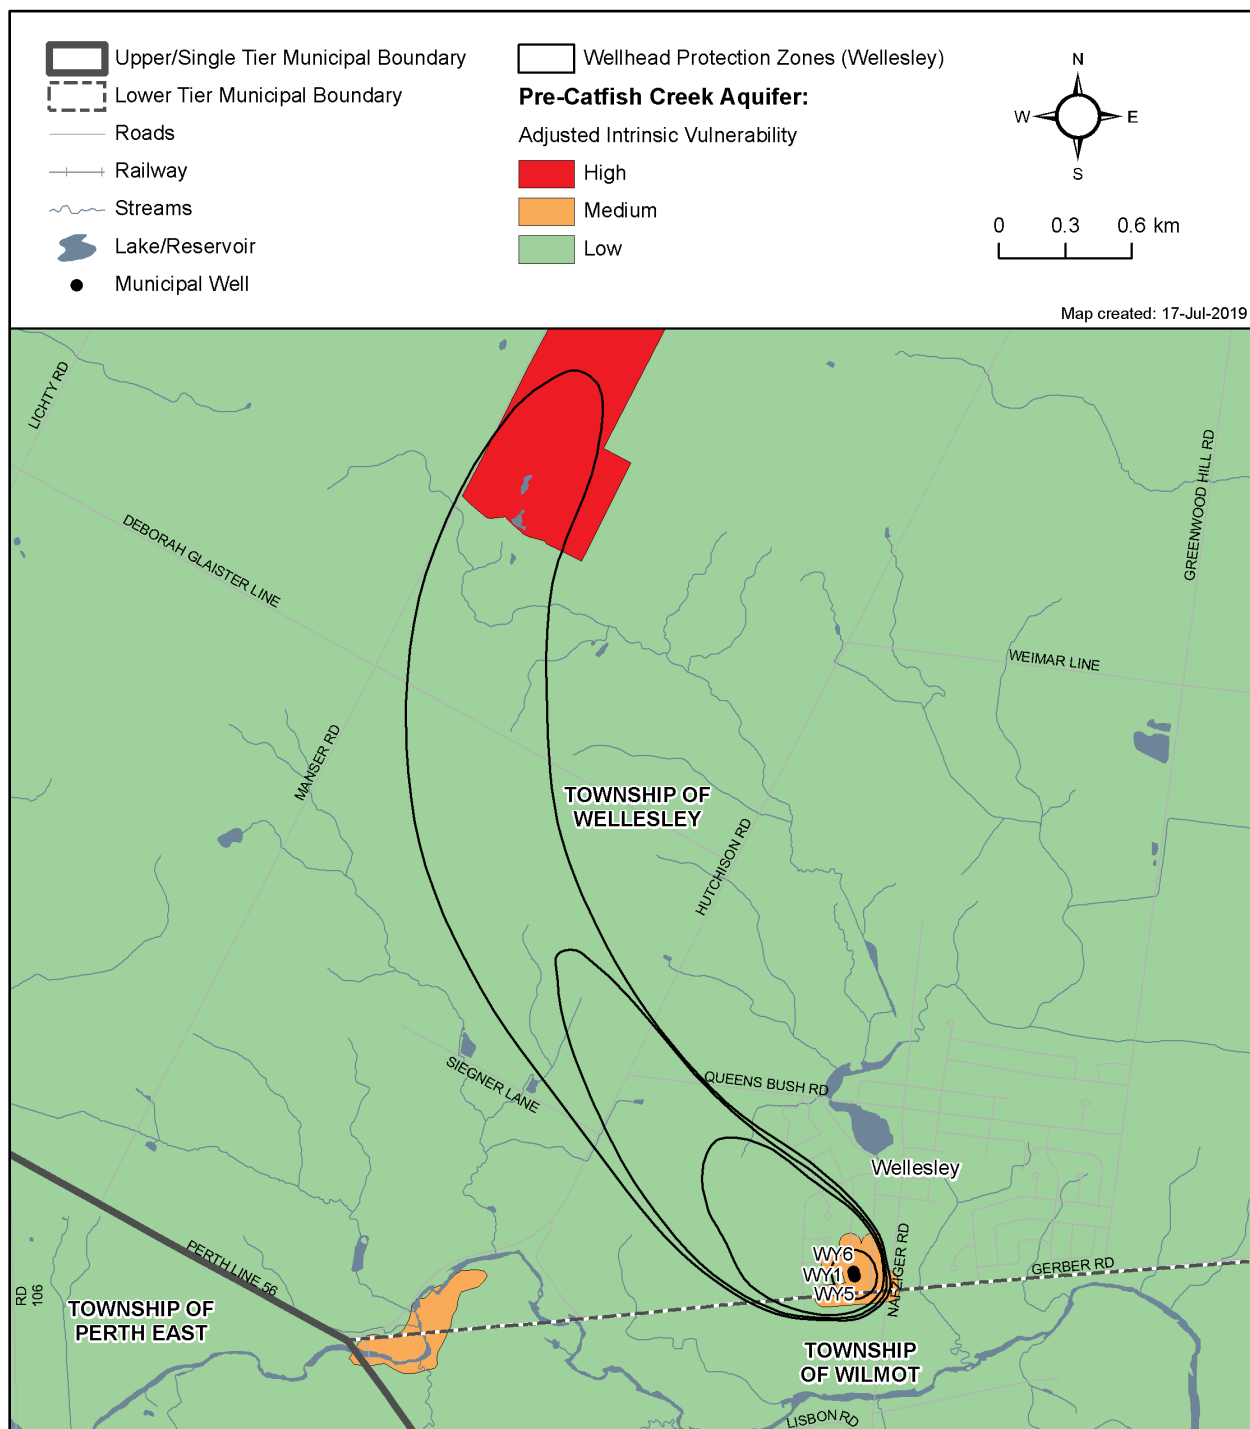 Upper/Single Tier Municipal Boundary
Lower Tier Municipal Boundary
Roads
Railway
Streams
Lake/Reservoir
Municipal Well
Wellhead Protection Zones (Wellesley)
Pre-Catfish Creek Aquifer:
Adjusted Intrinsic Vulnerability
High
Medium
Low
N
W E
S
0 0.3 0.6 km
Map created: 17-Jul-2019
LICHTY RD
DEBORAH GLAISTER LINE
GREENWOOD HILL RD
WEIMAR LINE
MANSER RD
TOWNSHIP OF
WELLESLEY
HUTCHISON RD
SIEGNER LANE
QUEENS BUSH RD
Wellesley
WY6
WY1
WY5
NAFZIGER RD
GERBER RD
PERTH LINE 56
RD
106
TOWNSHIP OF
PERTH EAST
TOWNSHIP
OF WILMOT
LISBON RD